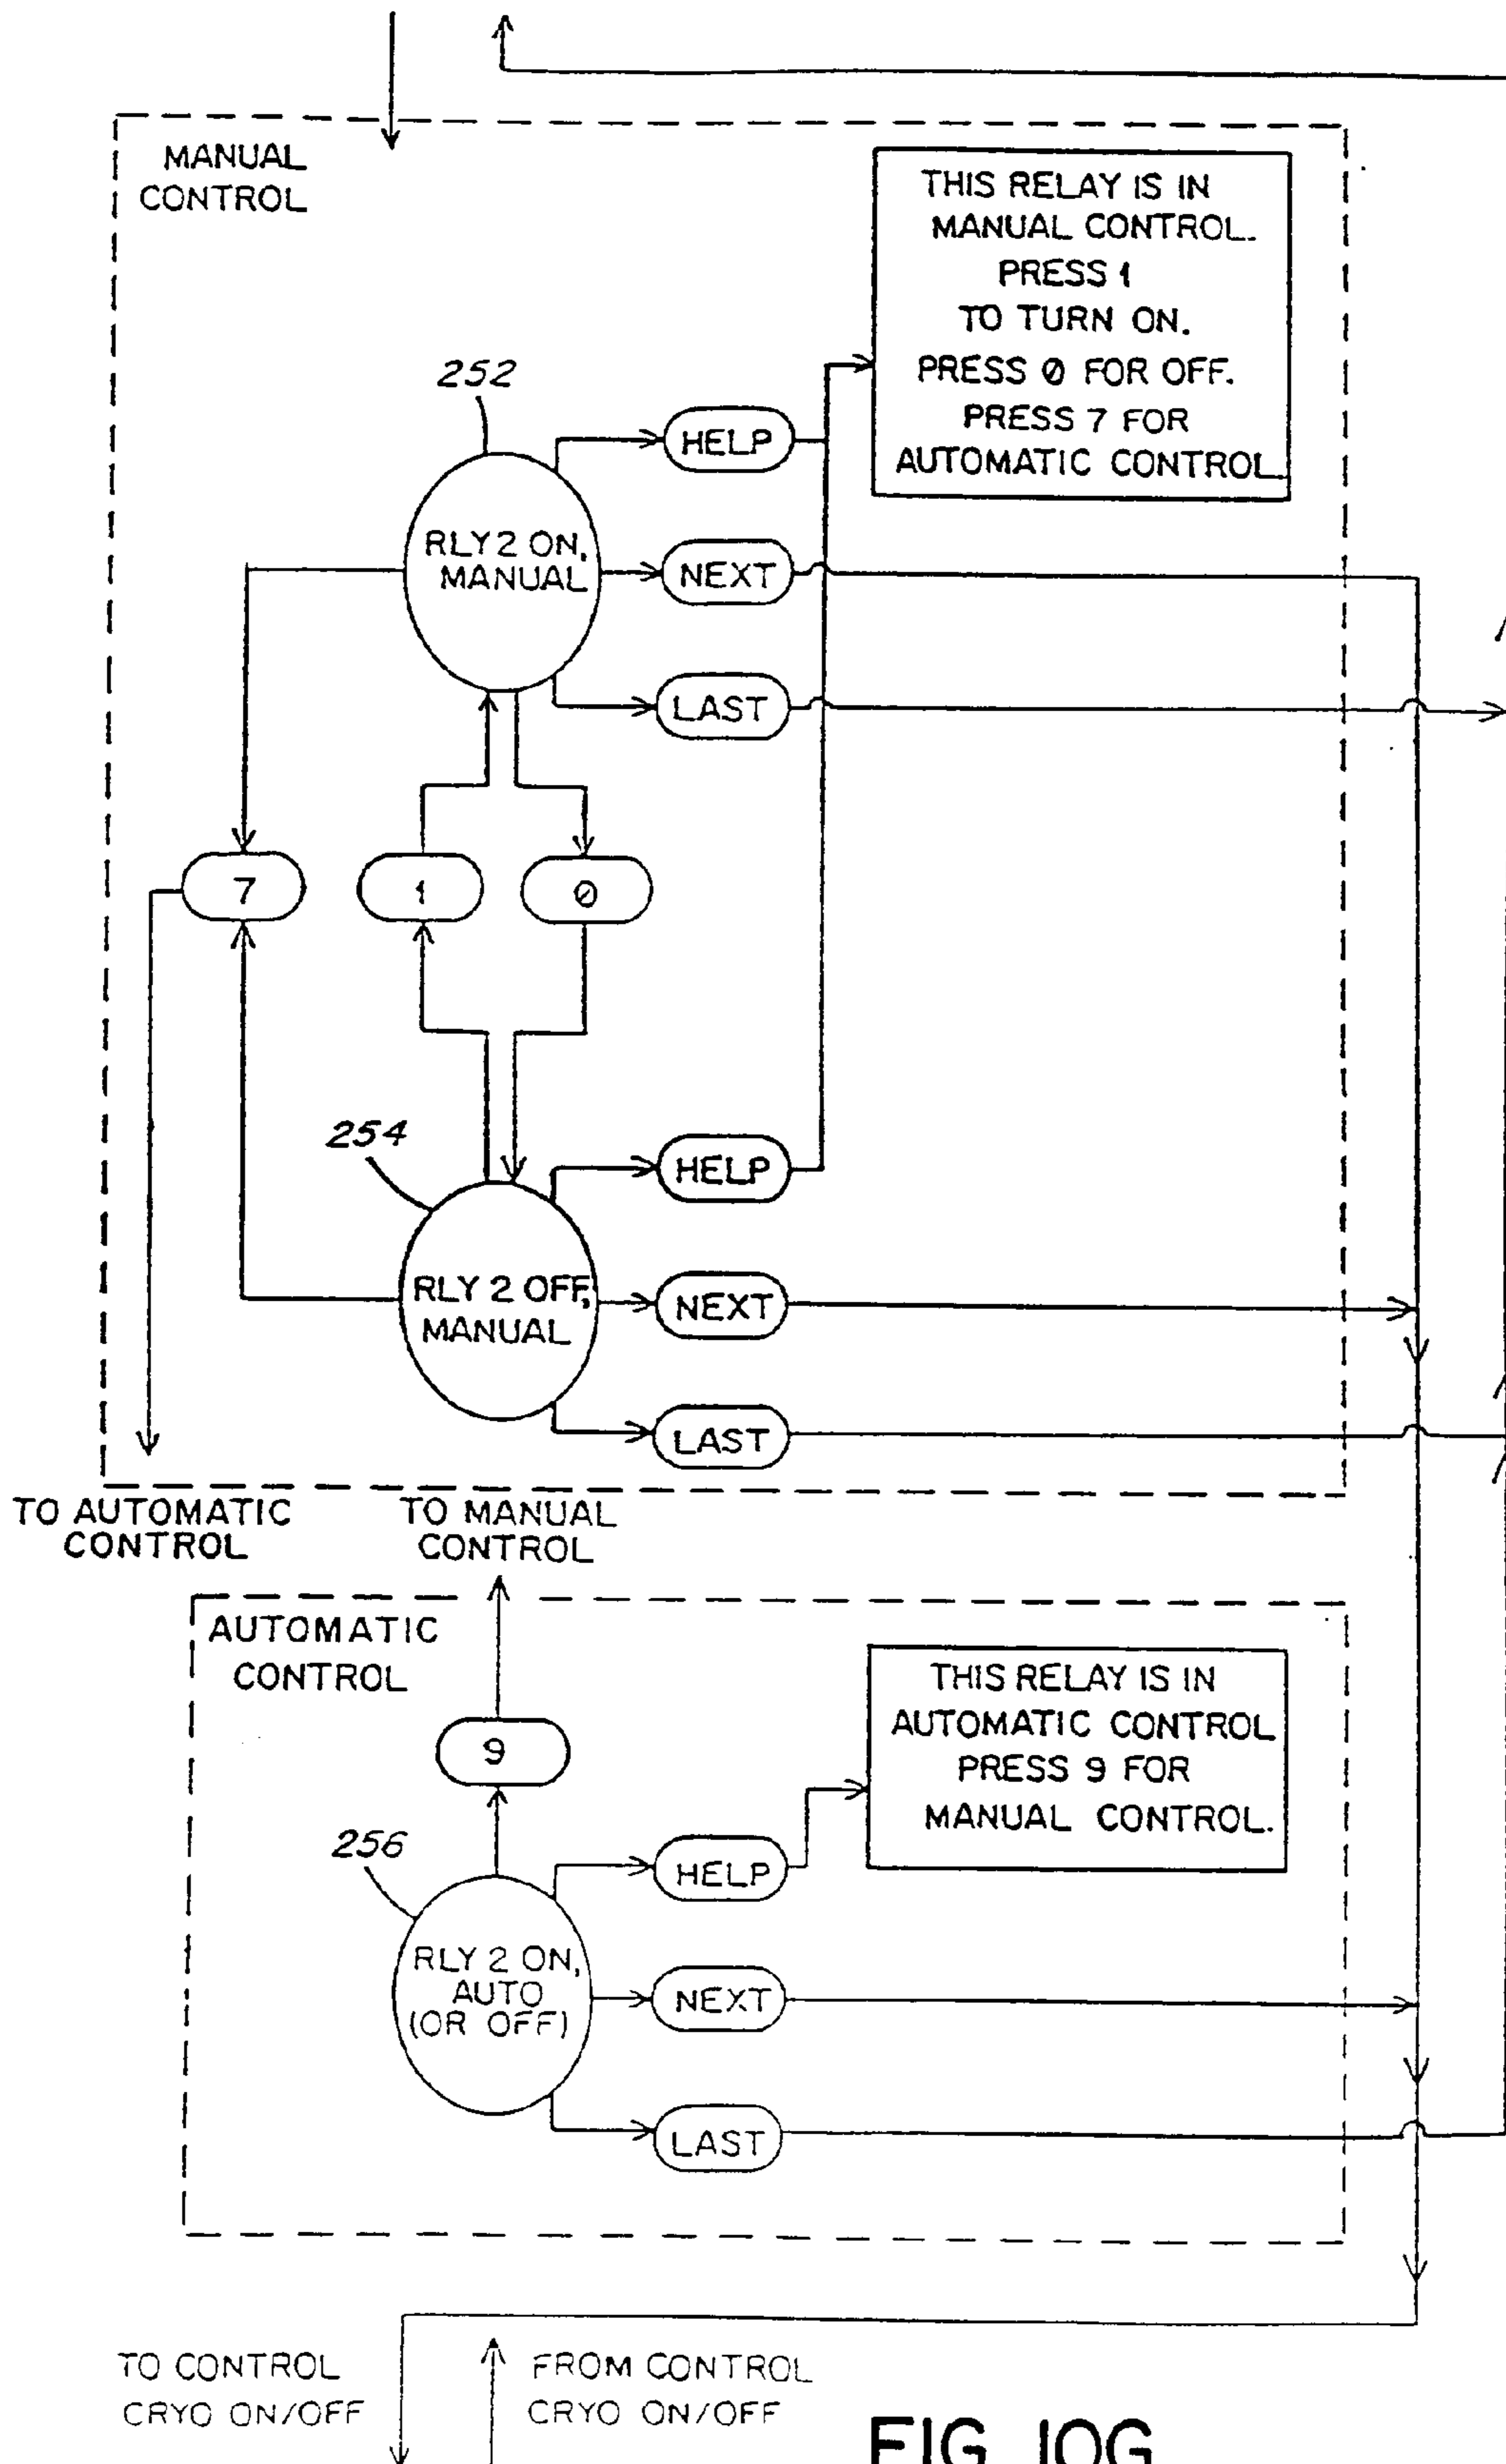 MANUAL
CONTROL
THIS RELAY IS IN
MANUAL CONTROL.
PRESS 1
TO TURN ON.
PRESS 0 FOR OFF.
PRESS 7 FOR
AUTOMATIC CONTROL
252
HELP
RLY 2 ON,
MANUAL
NEXT
LAST
7
1
0
254
HELP
RLY 2 OFF,
MANUAL
NEXT
LAST
TO AUTOMATIC
CONTROL
TO MANUAL
CONTROL
AUTOMATIC
CONTROL
9
THIS RELAY IS IN
AUTOMATIC CONTROL
PRESS 9 FOR
MANUAL CONTROL.
256
HELP
RLY 2 ON,
AUTO
(OR OFF)
NEXT
LAST
TO CONTROL
CRYO ON/OFF
FROM CONTROL
CRYO ON/OFF
FIG. 10G